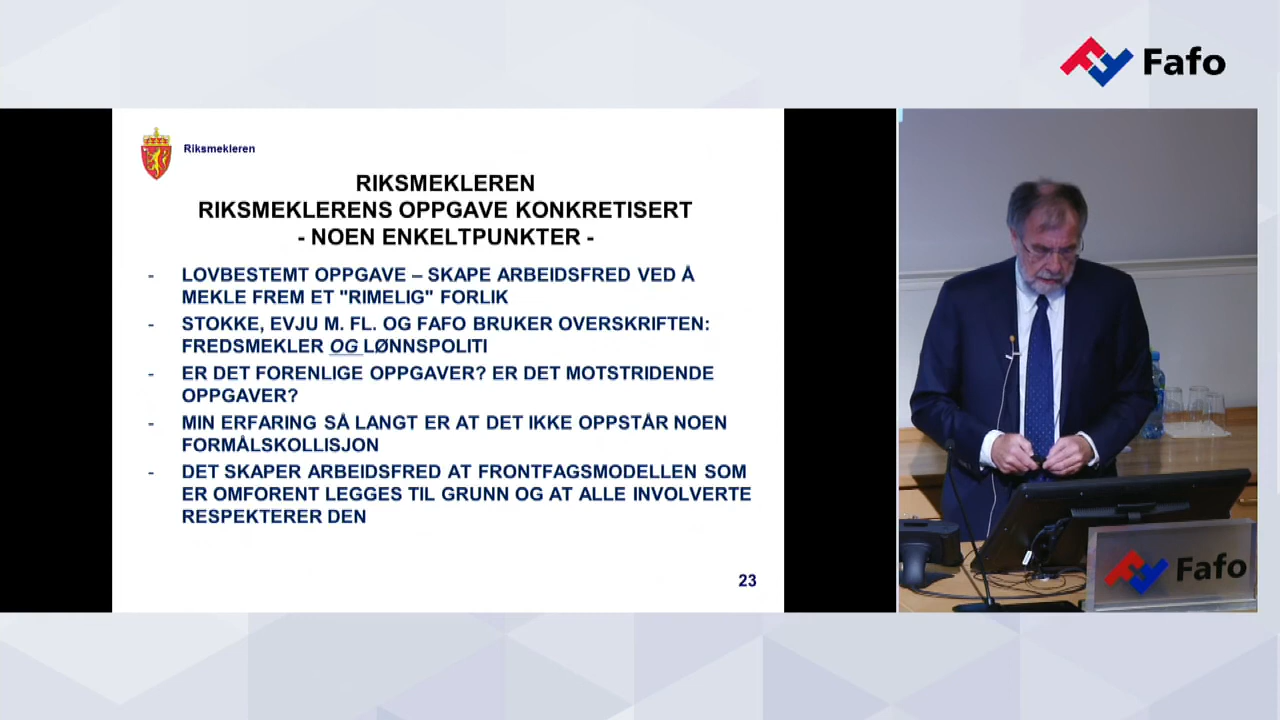 Fafo
Riksmekleren
RIKSMEKLEREN
RIKSMEKLERENS OPPGAVE KONKRETISERT
- NOEN ENKELTPUNKTER -
- LOVBESTEMT OPPGAVE – SKAPE ARBEIDSFRED VED Å
MEKLE FREM ET "RIMELIG" FORLIK
- STOKKE, EVJU M. FL. OG FAFO BRUKER OVERSKRIFTEN:
FREDSMEKLER OG LØNNSPOLITI
- ER DET FORENLIGE OPPGAVER? ER DET MOTSTRIDENDE
OPPGAVER?
- MIN ERFARING SÅ LANGT ER AT DET IKKE OPPSTÅR NOEN
FORMÅLSKOLLISJON
- DET SKAPER ARBEIDSFRED AT FRONTFAGSMODELLEN SOM
ER OMFORENT LEGGES TIL GRUNN OG AT ALLE INVOLVERTE
RESPEKTERER DEN
23
Fafo